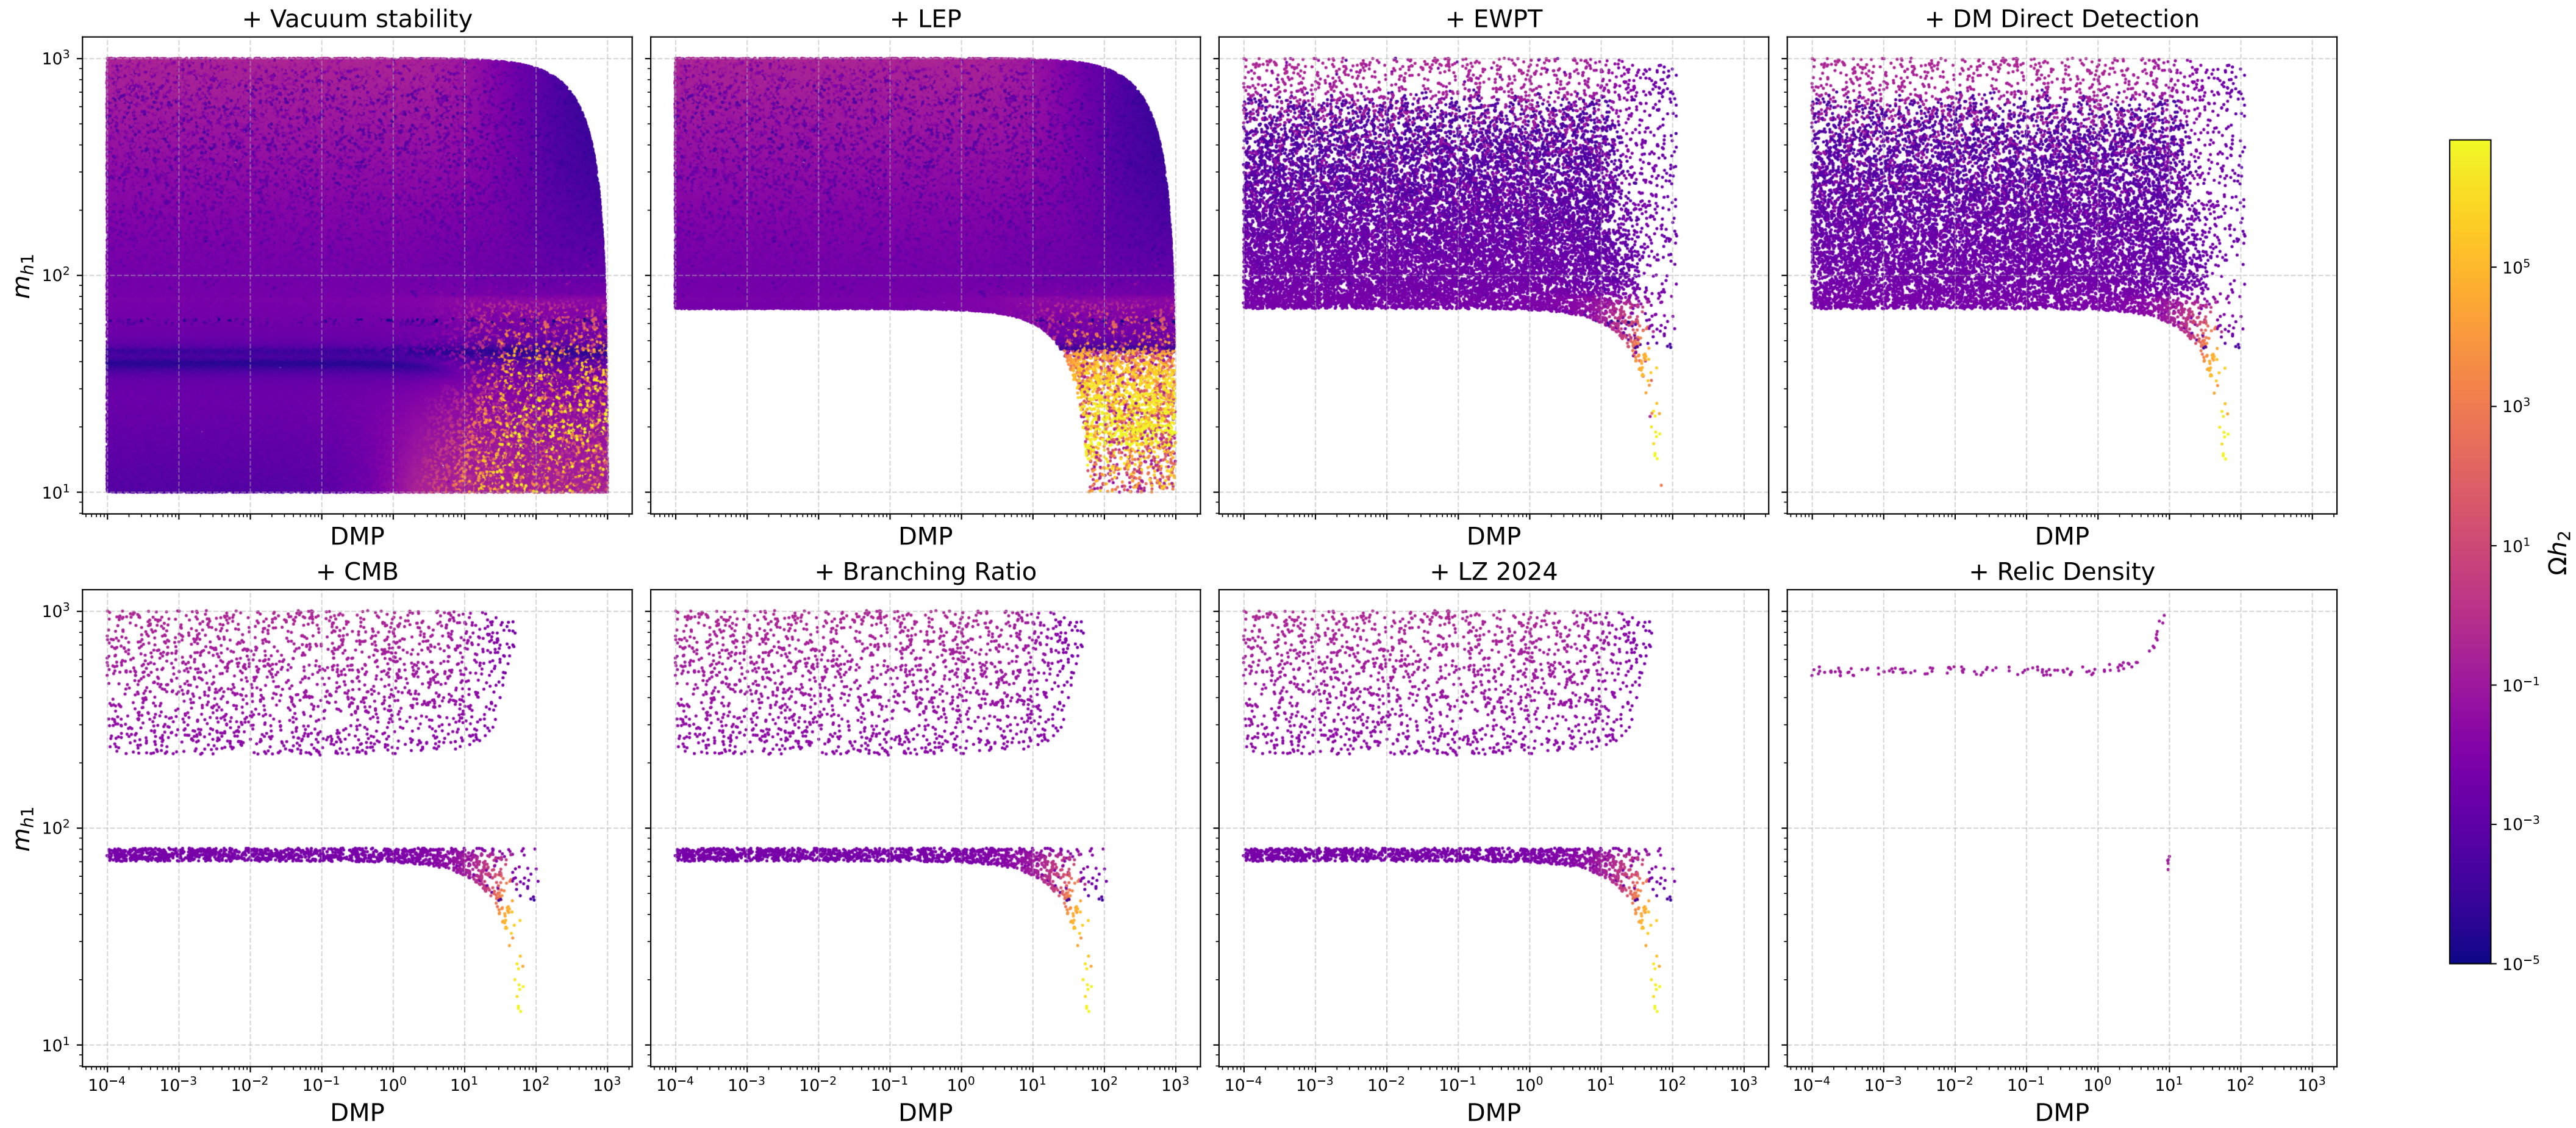 + Vacuum stability
+ LEP
+ EWPT
+ DM Direct Detection
10³
10²
10¹
m_{h1}
DMP
DMP
DMP
DMP
+ CMB
+ Branching Ratio
+ LZ 2024
+ Relic Density
10³
10²
10¹
m_{h1}
10⁻⁴ 10⁻³ 10⁻² 10⁻¹ 10⁰ 10¹ 10² 10³
10⁻⁴ 10⁻³ 10⁻² 10⁻¹ 10⁰ 10¹ 10² 10³
10⁻⁴ 10⁻³ 10⁻² 10⁻¹ 10⁰ 10¹ 10² 10³
10⁻⁴ 10⁻³ 10⁻² 10⁻¹ 10⁰ 10¹ 10² 10³
DMP
DMP
DMP
DMP
10⁵
10³
10¹
10⁻¹
10⁻³
10⁻⁵
Ωh₂